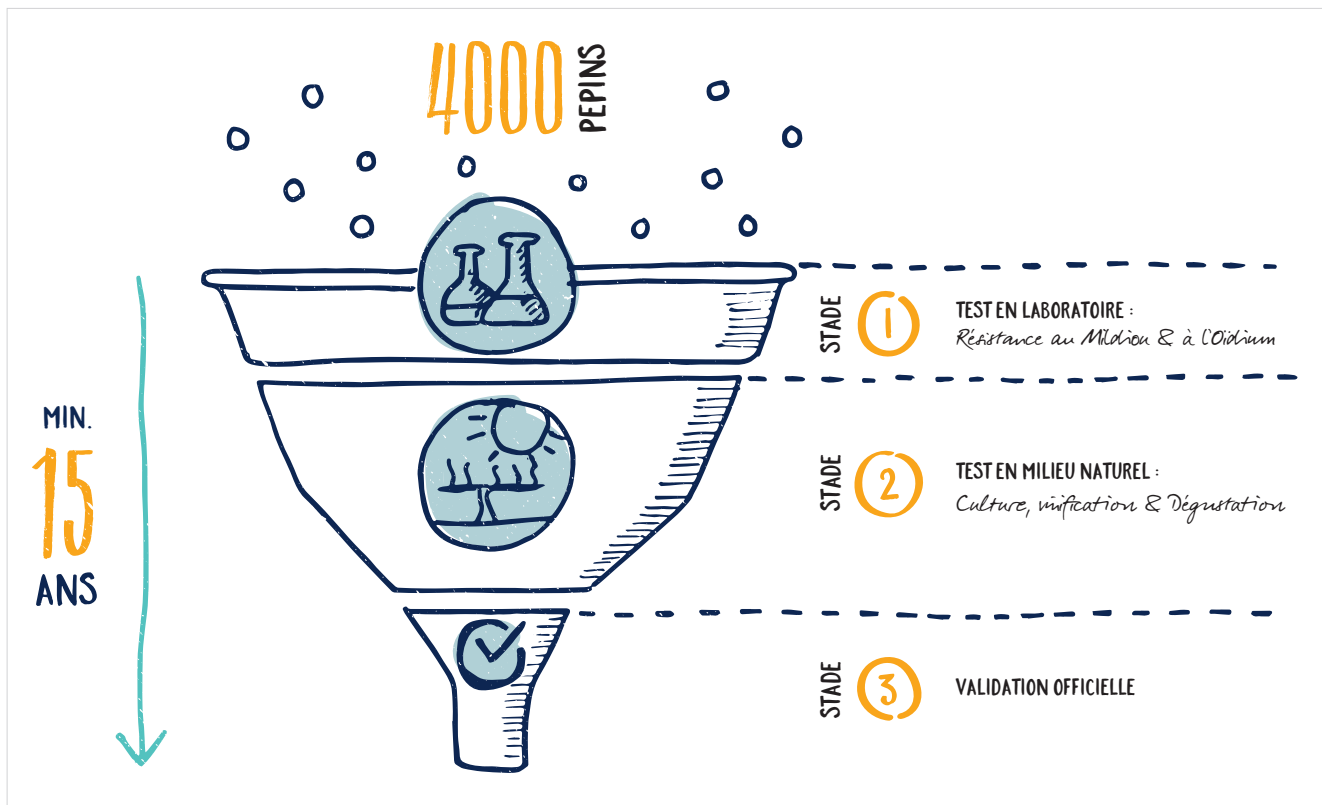 4000
PEPINS
MIN.
15
ANS
STADE
1
TEST EN LABORATOIRE :
Résistance au Mildiou & à l'Oïdium
STADE
2
TEST EN MILIEU NATUREL :
Culture, vinification & Dégustation
STADE
3
VALIDATION OFFICIELLE